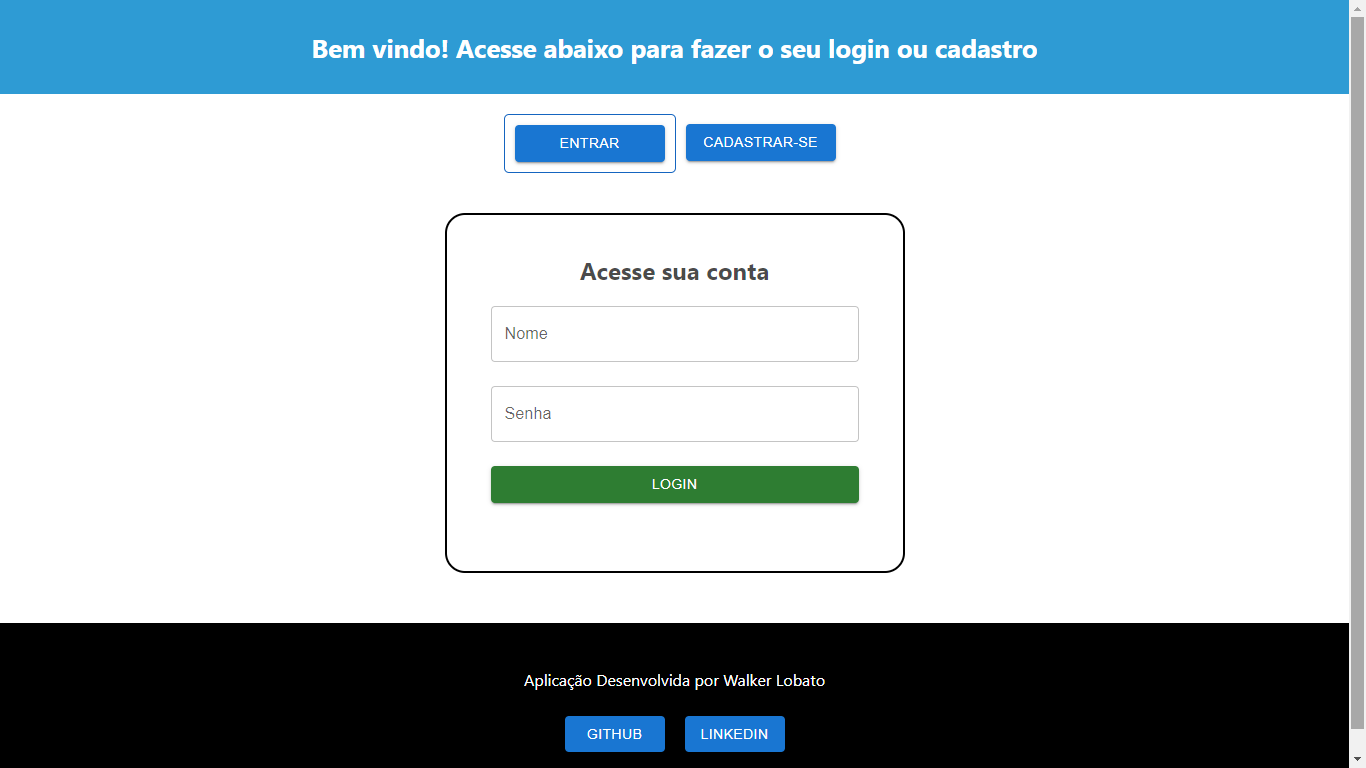 Bem vindo! Acesse abaixo para fazer o seu login ou cadastro
ENTRAR
CADASTRAR-SE
Acesse sua conta
Nome
Senha
LOGIN
Aplicação Desenvolvida por Walker Lobato
GITHUB
LINKEDIN